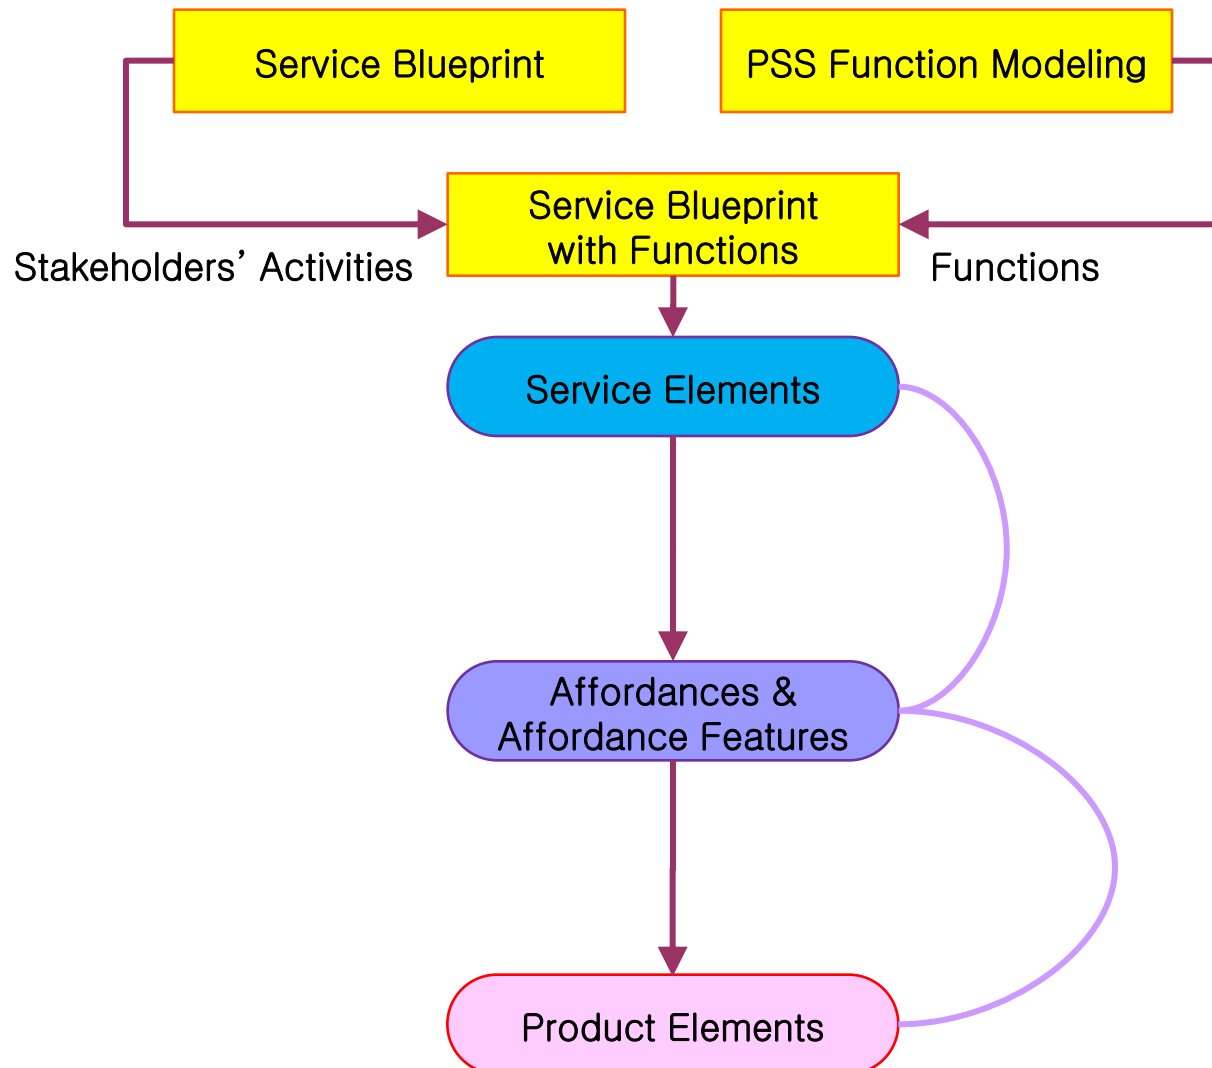 Service Blueprint
PSS Function Modeling
Service Blueprint
with Functions
Stakeholders’ Activities
Functions
Service Elements
Affordances &
Affordance Features
Product Elements